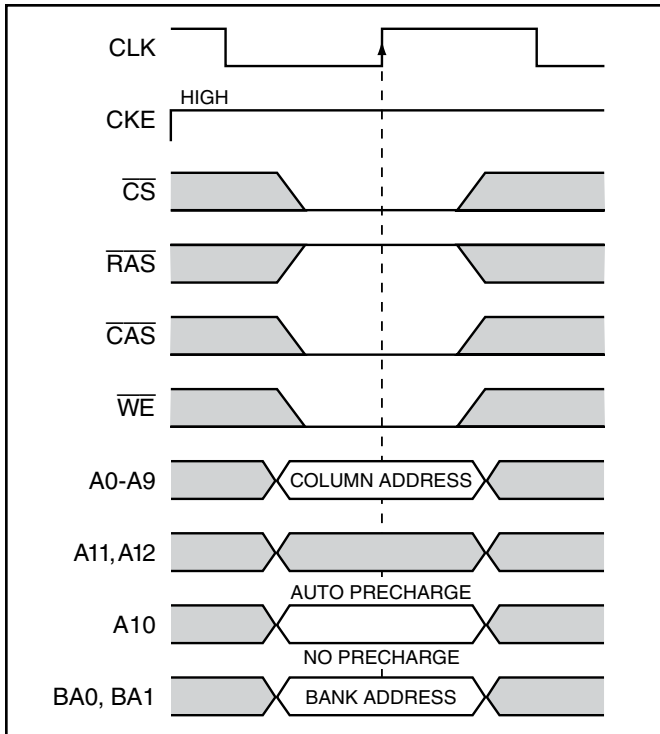 CLK
HIGH
CKE
CS
RAS
CAS
WE
A0-A9 COLUMN ADDRESS
A11, A12
AUTO PRECHARGE
A10
NO PRECHARGE
BA0, BA1 BANK ADDRESS